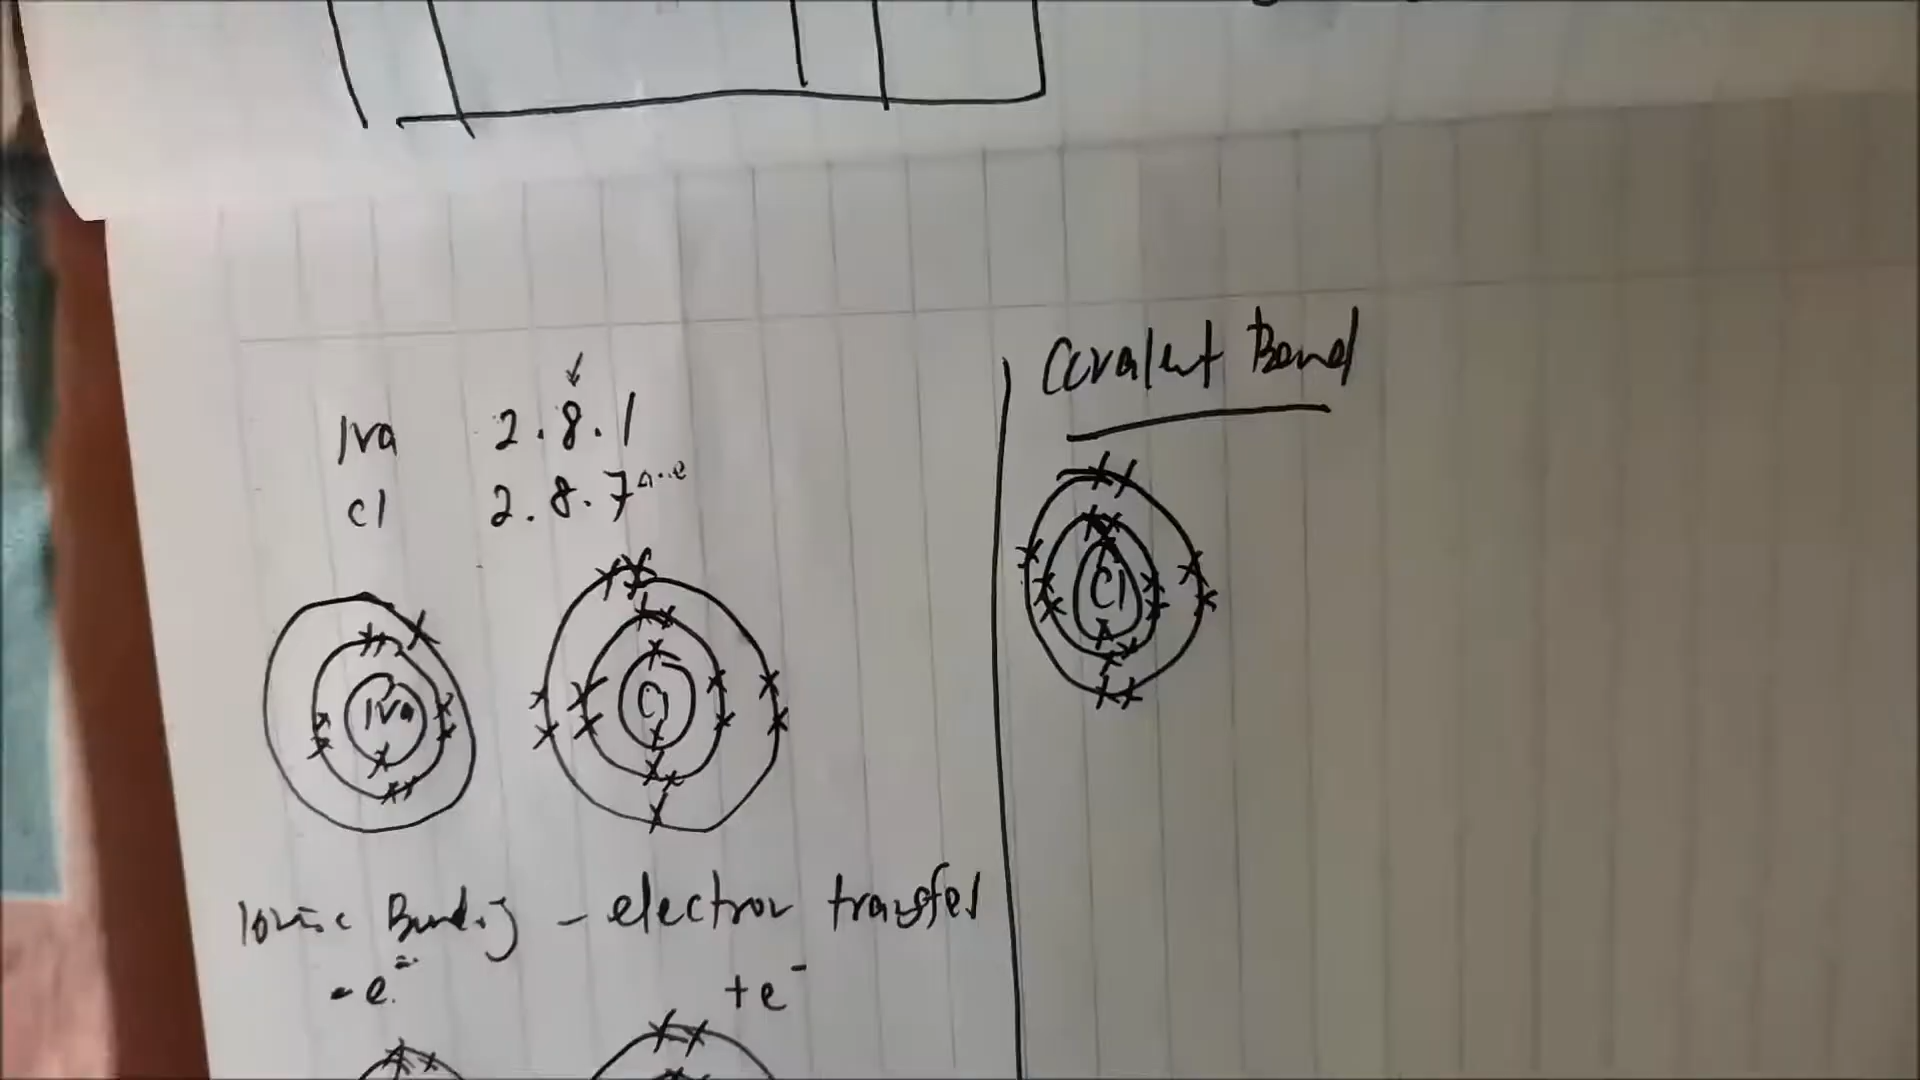 Na 2.8.1
Cl 2.8.7
Na Cl
Ionic Bonding - electron transfer
- e⁻ + e⁻
Covalent Bond
Cl